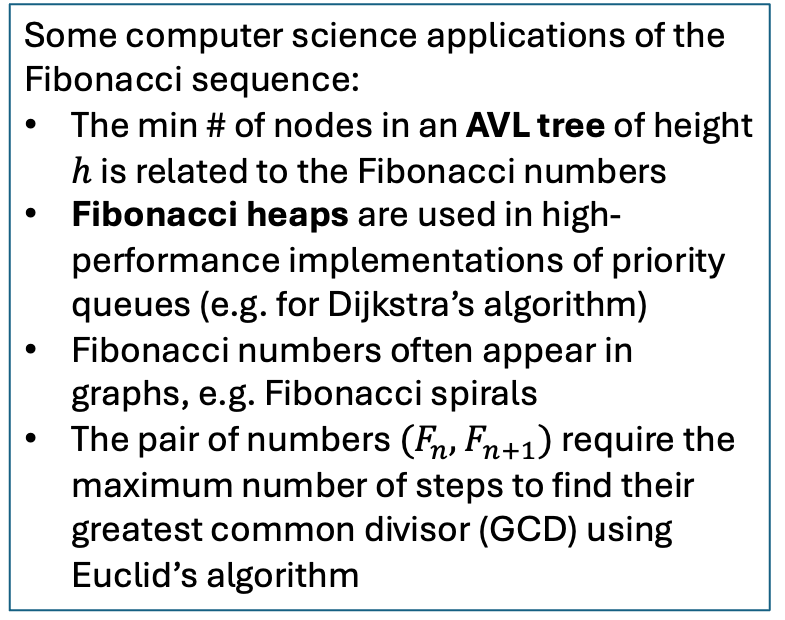 Some computer science applications of the
Fibonacci sequence:
• The min # of nodes in an AVL tree of height
h is related to the Fibonacci numbers
• Fibonacci heaps are used in high-
performance implementations of priority
queues (e.g. for Dijkstra's algorithm)
• Fibonacci numbers often appear in
graphs, e.g. Fibonacci spirals
• The pair of numbers (Fₙ, Fₙ₊₁) require the
maximum number of steps to find their
greatest common divisor (GCD) using
Euclid's algorithm